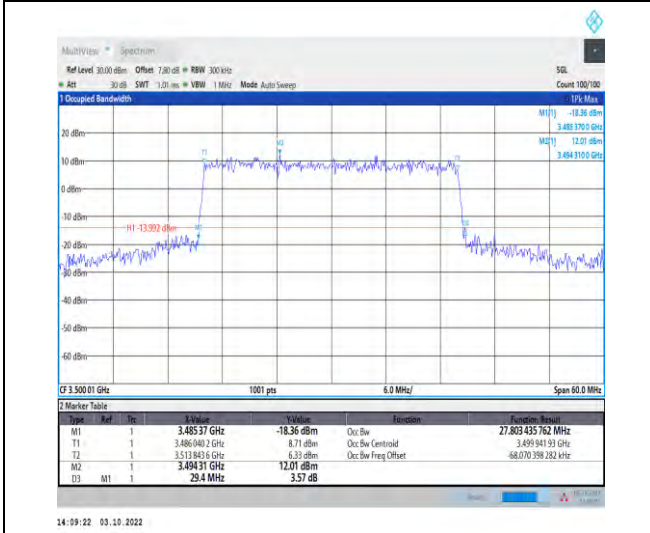 MultiView Spectrum
Ref Level 30.00 dBm Offset 7.80 dB RBW 300 kHz SGL
Att 30 dB SWT 1.01 ms VBW 1 MHz Mode Auto Sweep Count 100/100
1 Occupied Bandwidth 1Pk Max
M1[1] -18.36 dBm
3.485 370 0 GHz
20 dBm M2[1] 12.01 dBm
3.494 310 0 GHz
M2
T1
10 dBm
0 dBm
-10 dBm
H1 -13.992 dBm
-20 dBm
-30 dBm
-40 dBm
-50 dBm
-60 dBm
CF 3.500 01 GHz 1001 pts 6.0 MHz/ Span 60.0 MHz
2 Marker Table
Type Ref Trc X-Value Y-Value Function Function Result
M1 1 3.485 37 GHz -18.36 dBm Occ Bw 27.803 435 762 MHz
T1 1 3.486 040 2 GHz 8.71 dBm Occ Bw Centroid 3.499 941 93 GHz
T2 1 3.513 843 6 GHz 6.33 dBm Occ Bw Freq Offset -68.070 398 282 kHz
M2 1 3.494 31 GHz 12.01 dBm
D3 M1 1 29.4 MHz 3.57 dB
14:09:22 03.10.2022